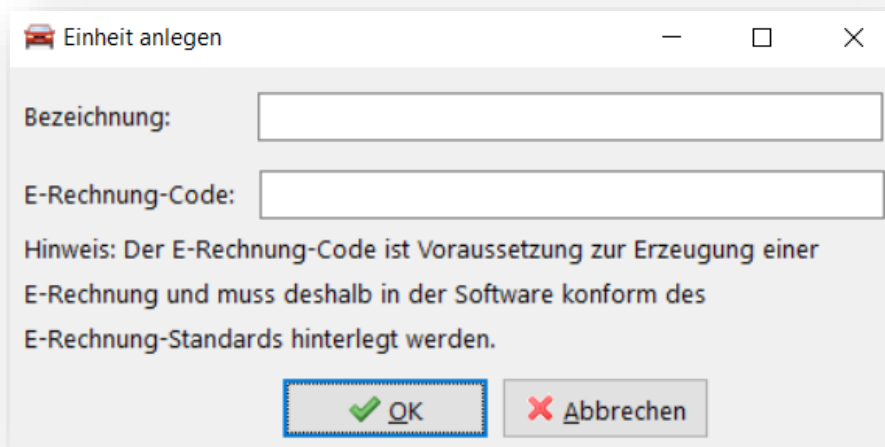 Einheit anlegen
Bezeichnung:
E-Rechnung-Code:
Hinweis: Der E-Rechnung-Code ist Voraussetzung zur Erzeugung einer
E-Rechnung und muss deshalb in der Software konform des
E-Rechnung-Standards hinterlegt werden.
OK Abbrechen